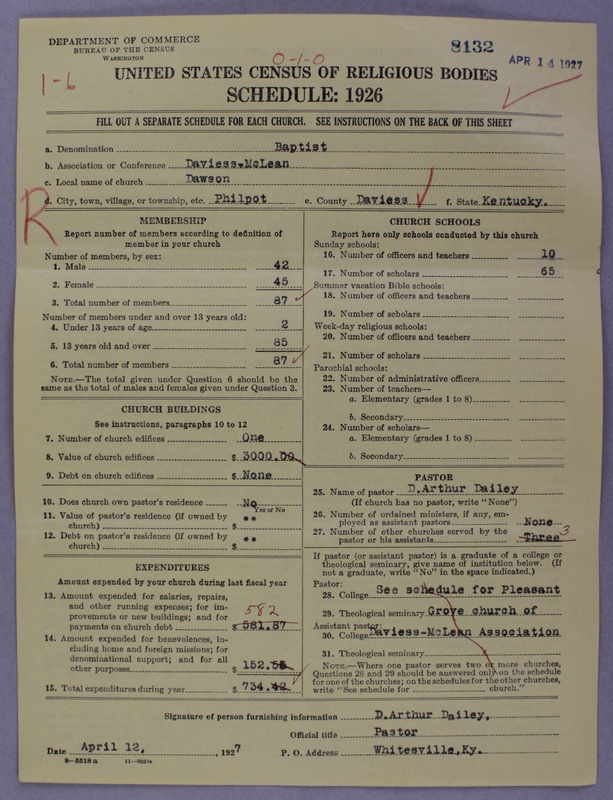 DEPARTMENT OF COMMERCE
BUREAU OF THE CENSUS
WASHINGTON
8132
APR 14 1927
0-1-0
1-6
UNITED STATES CENSUS OF RELIGIOUS BODIES
SCHEDULE: 1926
FILL OUT A SEPARATE SCHEDULE FOR EACH CHURCH. SEE INSTRUCTIONS ON THE BACK OF THIS SHEET
a. Denomination Baptist
b. Association or Conference Daviess-McLean
c. Local name of church Dawson
d. City, town, village, or township, etc. Philpot e. County Daviess f. State Kentucky.
R
MEMBERSHIP
Report number of members according to definition of
member in your church
Number of members, by sex:
1. Male 42
2. Female 45
3. Total number of members 87
Number of members under and over 13 years old:
4. Under 13 years of age 2
5. 13 years old and over 85
6. Total number of members 87
NOTE.—The total given under Question 6 should be the
same as the total of males and females given under Question 3.
CHURCH BUILDINGS
See instructions, paragraphs 10 to 12
7. Number of church edifices One
8. Value of church edifices $ 3000.00
9. Debt on church edifices $ None
10. Does church own pastor's residence No
Yes or No
11. Value of pastor's residence (if owned by
church) $ **
12. Debt on pastor's residence (if owned by
church) $ **
EXPENDITURES
Amount expended by your church during last fiscal year
13. Amount expended for salaries, repairs,
and other running expenses; for im-
provements or new buildings; and for
payments on church debt $ 581.87
582
14. Amount expended for benevolences, in-
cluding home and foreign missions; for
denominational support; and for all
other purposes $ 152.55
15. Total expenditures during year $ 734.42
CHURCH SCHOOLS
Report here only schools conducted by this church
Sunday schools:
16. Number of officers and teachers 10
17. Number of scholars 65
Summer vacation Bible schools:
18. Number of officers and teachers
19. Number of scholars
Week-day religious schools:
20. Number of officers and teachers
21. Number of scholars
Parochial schools:
22. Number of administrative officers
23. Number of teachers—
a. Elementary (grades 1 to 8)
b. Secondary
24. Number of scholars—
a. Elementary (grades 1 to 8)
b. Secondary
PASTOR
25. Name of pastor D.Arthur Dailey
(If church has no pastor, write "None")
26. Number of ordained ministers, if any, em-
ployed as assistant pastors None
27. Number of other churches served by the
pastor or his assistants Three 3
If pastor (or assistant pastor) is a graduate of a college or
theological seminary, give name of institution below. (If
not a graduate, write "No" in the space indicated.)
Pastor:
28. College See schedule for Pleasant
29. Theological seminary Grove church of
Assistant pastor:
30. College Daviess-McLean Association
31. Theological seminary
NOTE.—Where one pastor serves two or more churches,
Questions 28 and 29 should be answered only on the schedule
for one of the churches; on the schedules for the other churches,
write "See schedule for church."
Signature of person furnishing information D.Arthur Dailey,
Official title Pastor
Date April 12, , 1927 P. O. Address Whitesville,Ky.
8—5518 a